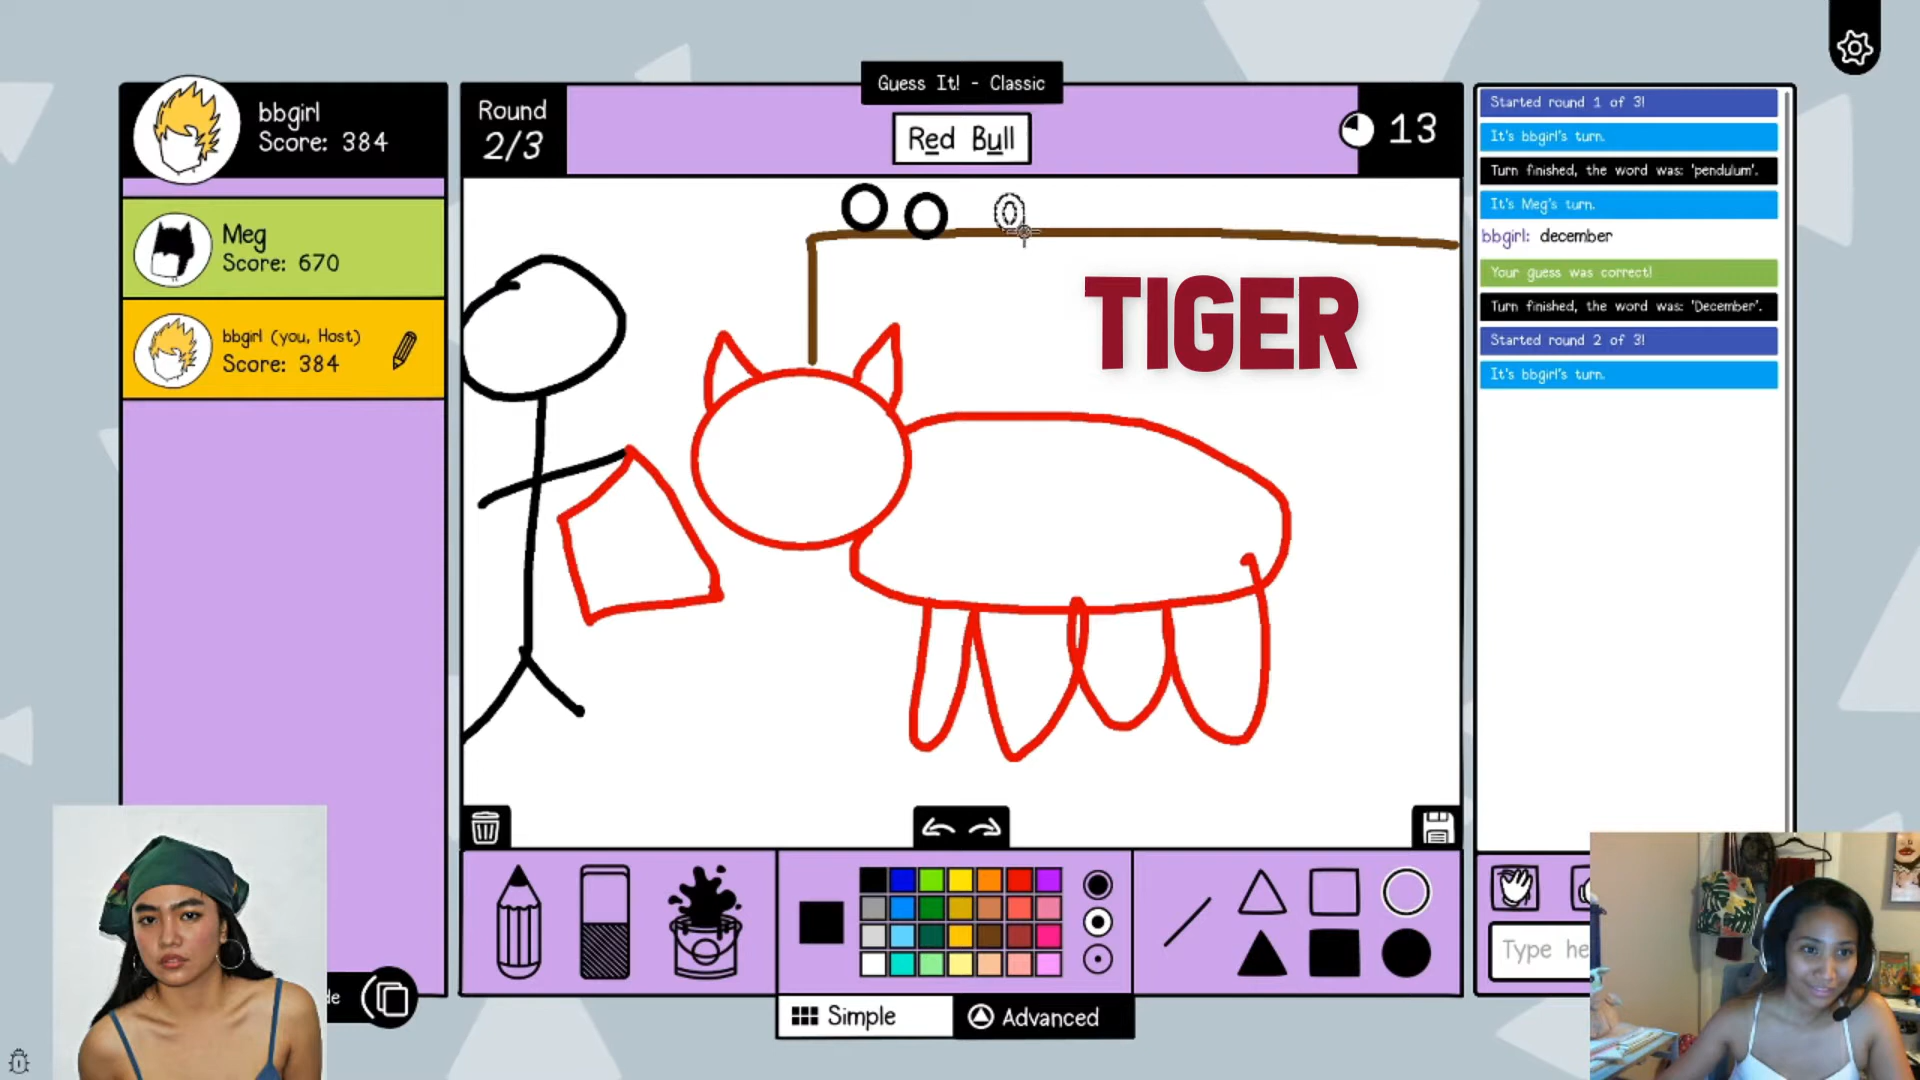 Guess It! - Classic
bbgirl
Score: 384
Round
2/3
Red Bull
13
Meg
Score: 670
bbgirl (you, Host)
Score: 384
TIGER
Started round 1 of 3!
It's bbgirl's turn.
Turn finished, the word was: 'pendulum'.
It's Meg's turn.
bbgirl: december
Your guess was correct!
Turn finished, the word was: 'December'.
Started round 2 of 3!
It's bbgirl's turn.
Type he
de
Simple
Advanced